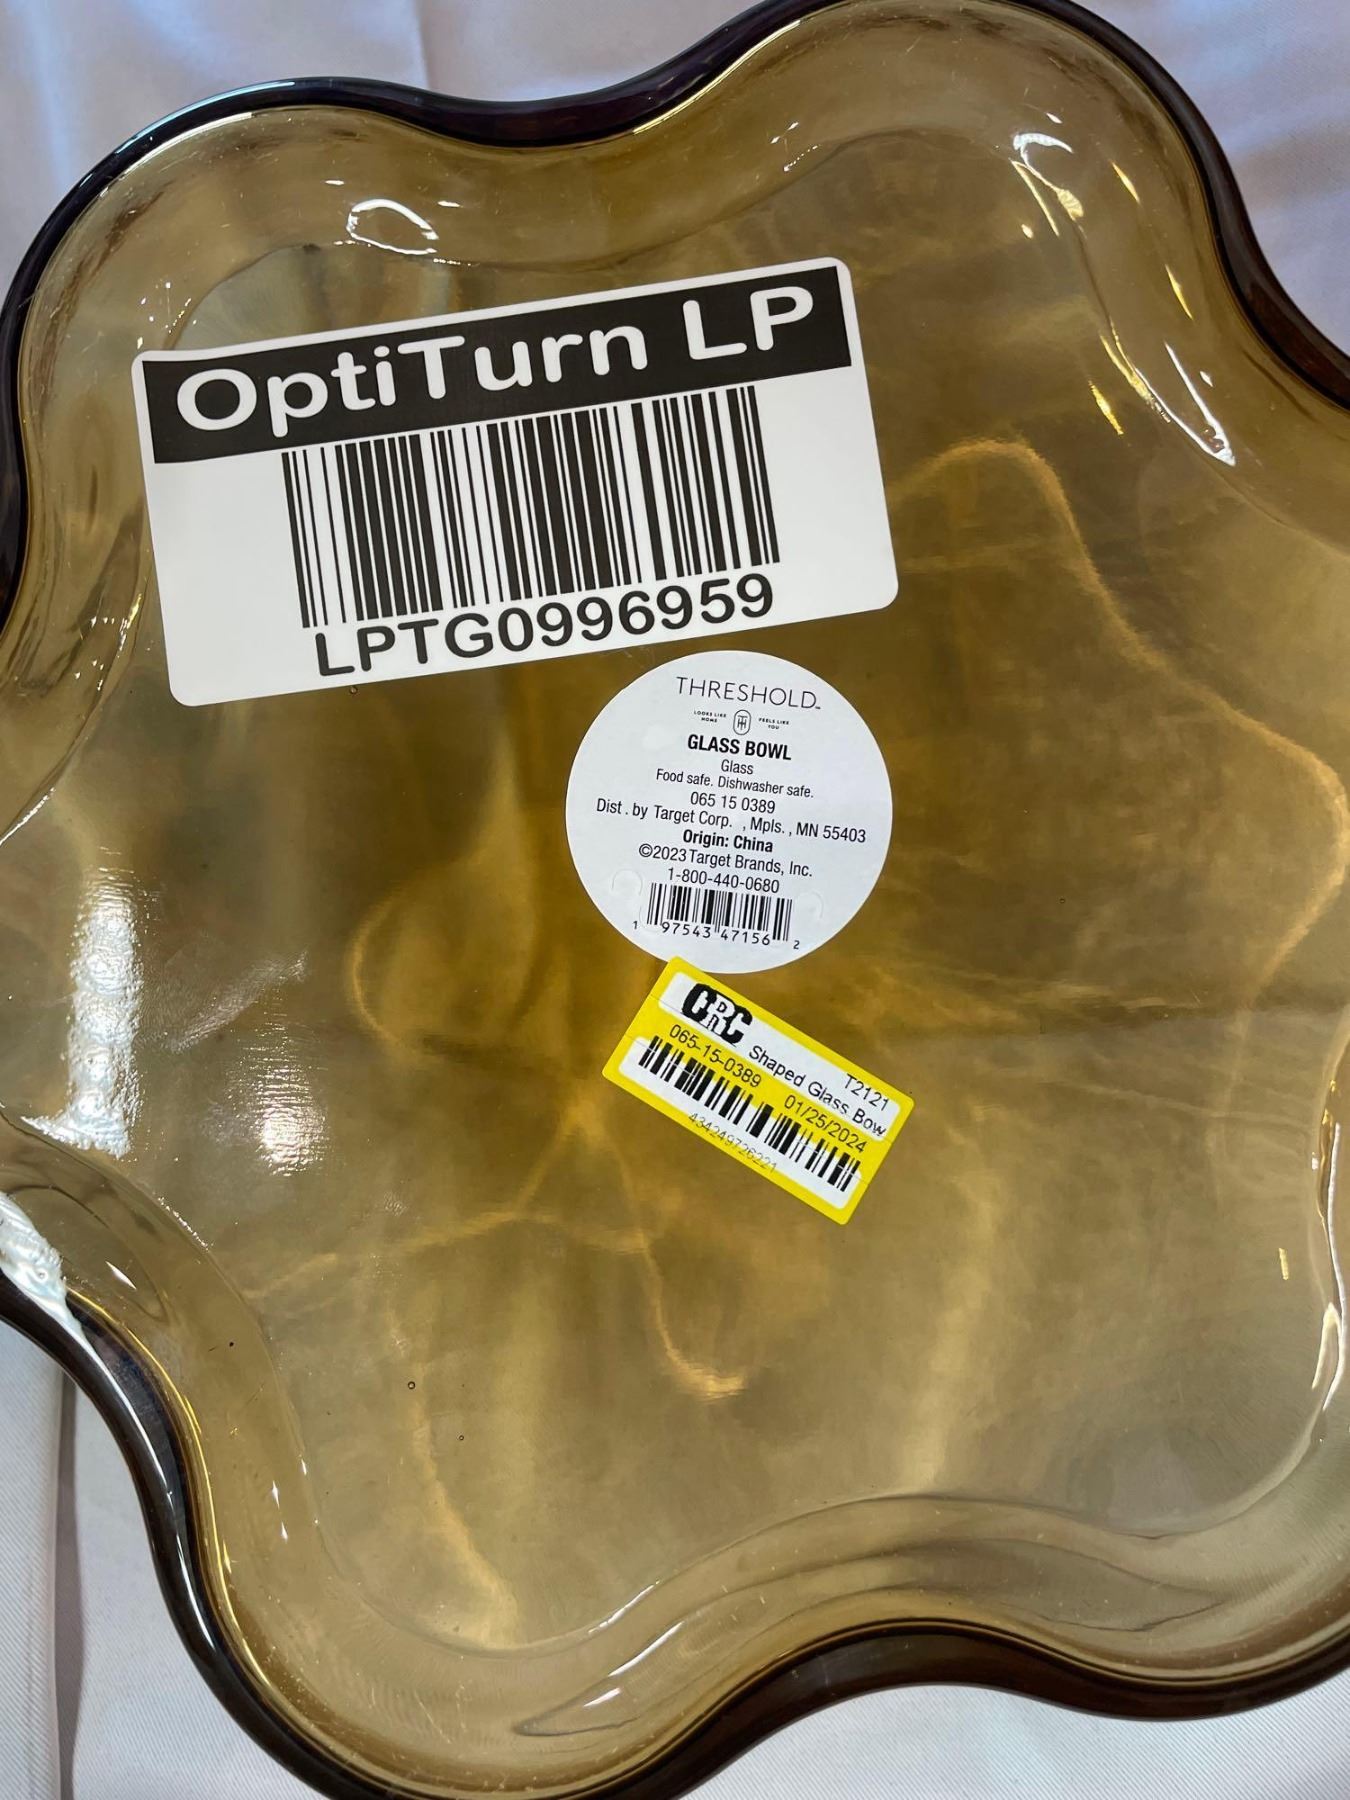 OptiTurn LP
LPTG0996959
THRESHOLD™
LOOKS LIKE HOME FEELS LIKE YOU
GLASS BOWL
Glass
Food safe. Dishwasher safe.
065 15 0389
Dist . by Target Corp. , Mpls. , MN 55403
Origin: China
©2023 Target Brands, Inc.
1-800-440-0680
1 97543 47156 2
CRC T2121
Shaped Glass Bow
065-15-0389 01/25/2024
434249726221